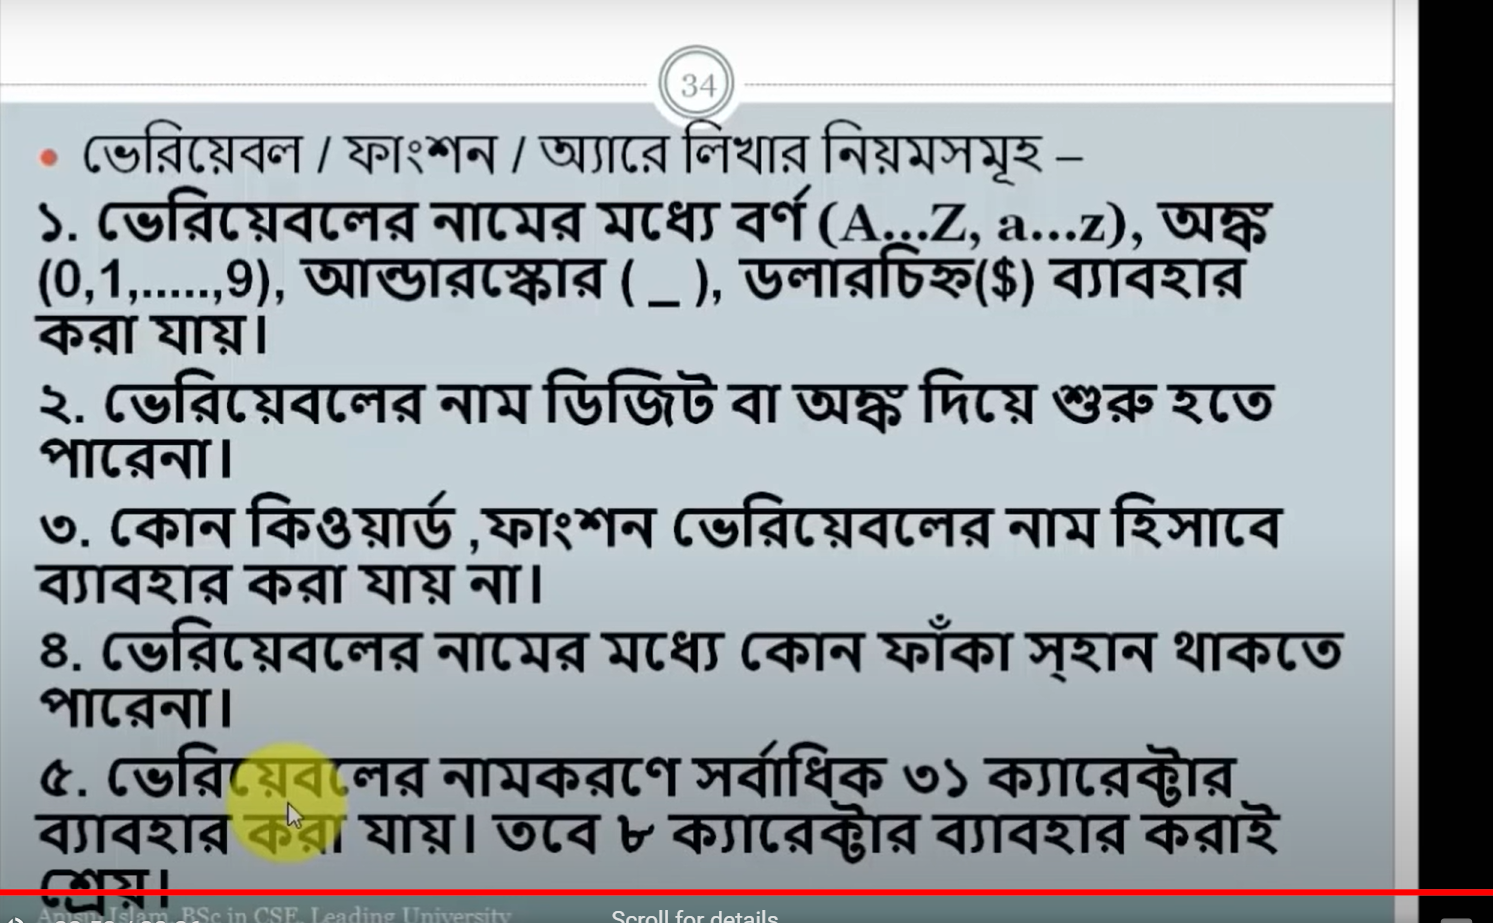 34
• ভেরিয়েবল / ফাংশন / অ্যারে লিখার নিয়মসমূহ –
১. ভেরিয়েবলের নামের মধ্যে বর্ণ (A...Z, a...z), অঙ্ক
(0,1,.....,9), আন্ডারস্কোর ( _ ), ডলারচিহ্ন($) ব্যাবহার
করা যায়।
২. ভেরিয়েবলের নাম ডিজিট বা অঙ্ক দিয়ে শুরু হতে
পারেনা।
৩. কোন কিওয়ার্ড ,ফাংশন ভেরিয়েবলের নাম হিসাবে
ব্যাবহার করা যায় না।
৪. ভেরিয়েবলের নামের মধ্যে কোন ফাঁকা স্হান থাকতে
পারেনা।
৫. ভেরিয়েবলের নামকরণে সর্বাধিক ৩১ ক্যারেক্টার
ব্যাবহার করা যায়। তবে ৮ ক্যারেক্টার ব্যাবহার করাই
শ্রেয়।
Anisul Islam, BSc in CSE, Leading University
Scroll for details